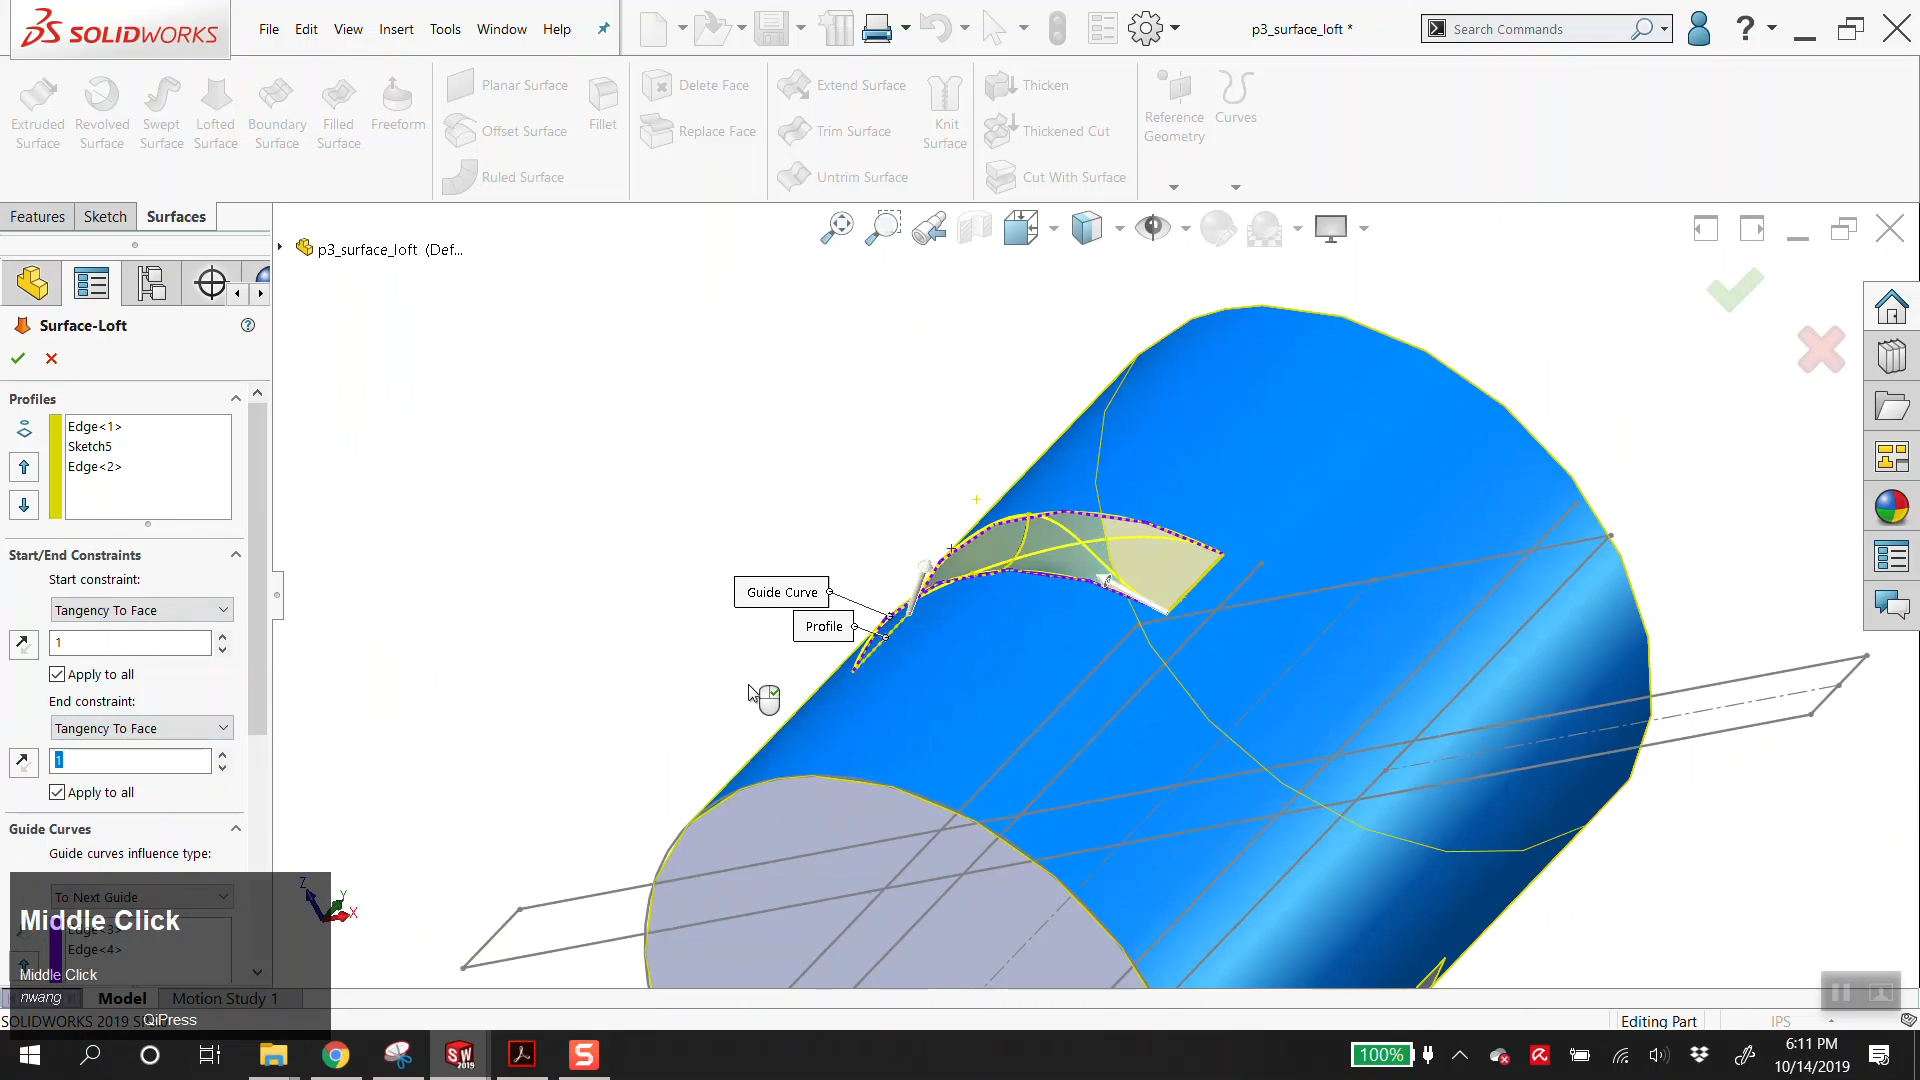 SOLIDWORKS
File
Edit
View
Insert
Tools
Window
Help
p3_surface_loft *
Search Commands
?
Extruded
Surface
Revolved
Surface
Swept
Surface
Lofted
Surface
Boundary
Surface
Filled
Surface
Freeform
Planar Surface
Offset Surface
Ruled Surface
Fillet
Delete Face
Replace Face
Extend Surface
Trim Surface
Untrim Surface
Knit
Surface
Thicken
Thickened Cut
Cut With Surface
Reference
Geometry
Curves
Features
Sketch
Surfaces
p3_surface_loft (Def...
Surface-Loft
?
Profiles
Edge<1>
Sketch5
Edge<2>
Start/End Constraints
Start constraint:
Tangency To Face
1
Apply to all
End constraint:
Tangency To Face
1
Apply to all
Guide Curves
Guide curves influence type:
To Next Guide
Edge<3>
Edge<4>
Guide Curve
Profile
Z
Y
X
Middle Click
Middle Click
nwang
QiPress
Model
Motion Study 1
SOLIDWORKS 2019 S
Editing Part
IPS
SW
2019
S
100%
6:11 PM
10/14/2019